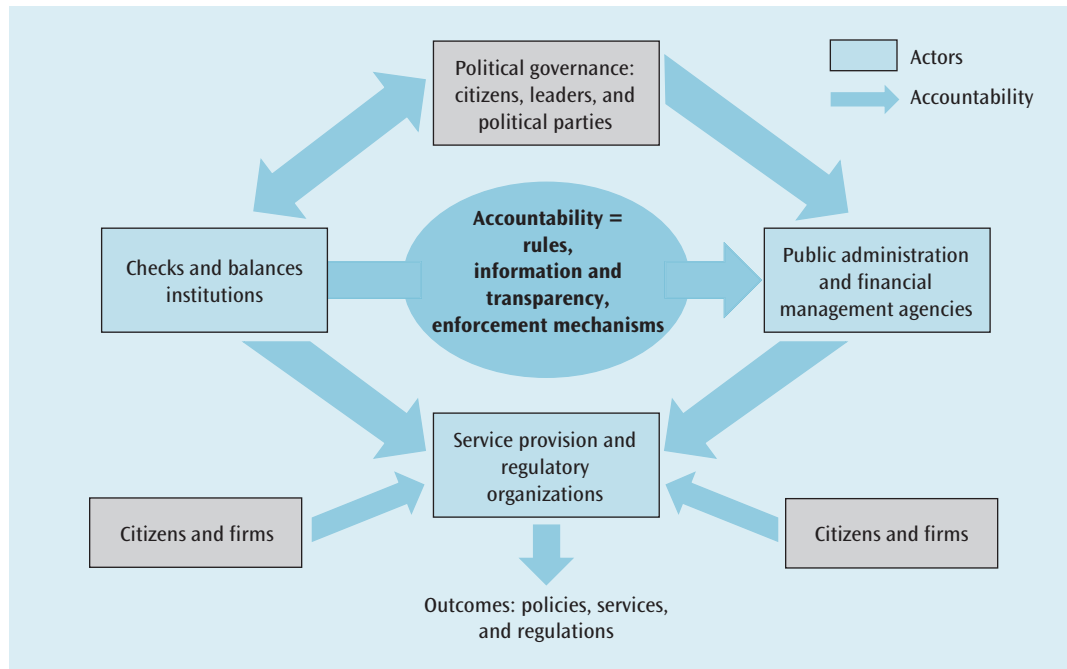 Political governance:
citizens, leaders, and
political parties
Actors
Accountability
Accountability =
rules,
information and
transparency,
enforcement mechanisms
Checks and balances
institutions
Public administration
and financial
management agencies
Service provision and
regulatory
organizations
Citizens and firms
Citizens and firms
Outcomes: policies, services,
and regulations